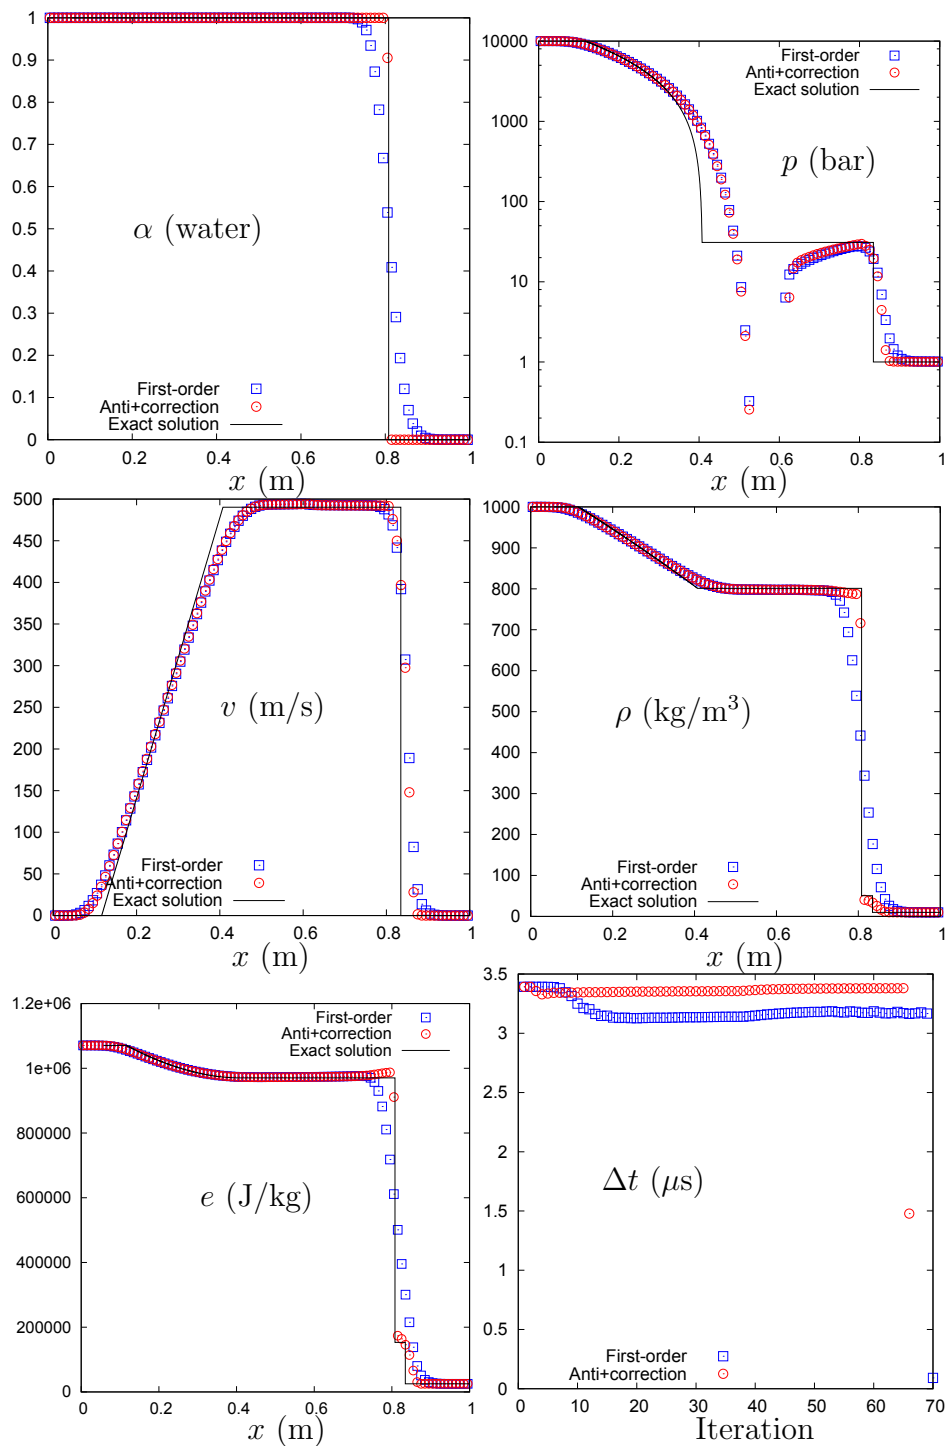 1
0.9
0.8
0.7
0.6
0.5
0.4
0.3
0.2
0.1
0
α (water)
First-order
Anti+correction
Exact solution
0 0.2 0.4 0.6 0.8 1
x (m)
10000
1000
100
10
1
0.1
First-order
Anti+correction
Exact solution
p (bar)
0 0.2 0.4 0.6 0.8 1
x (m)
500
450
400
350
300
250
200
150
100
50
0
v (m/s)
First-order
Anti+correction
Exact solution
0 0.2 0.4 0.6 0.8 1
x (m)
1000
900
800
700
600
500
400
300
200
100
0
ρ (kg/m³)
First-order
Anti+correction
Exact solution
0 0.2 0.4 0.6 0.8 1
x (m)
1.2e+06
1e+06
800000
600000
400000
200000
0
First-order
Anti+correction
Exact solution
e (J/kg)
0 0.2 0.4 0.6 0.8 1
x (m)
3.5
3
2.5
2
1.5
1
0.5
0
Δt (μs)
First-order
Anti+correction
0 10 20 30 40 50 60 70
Iteration